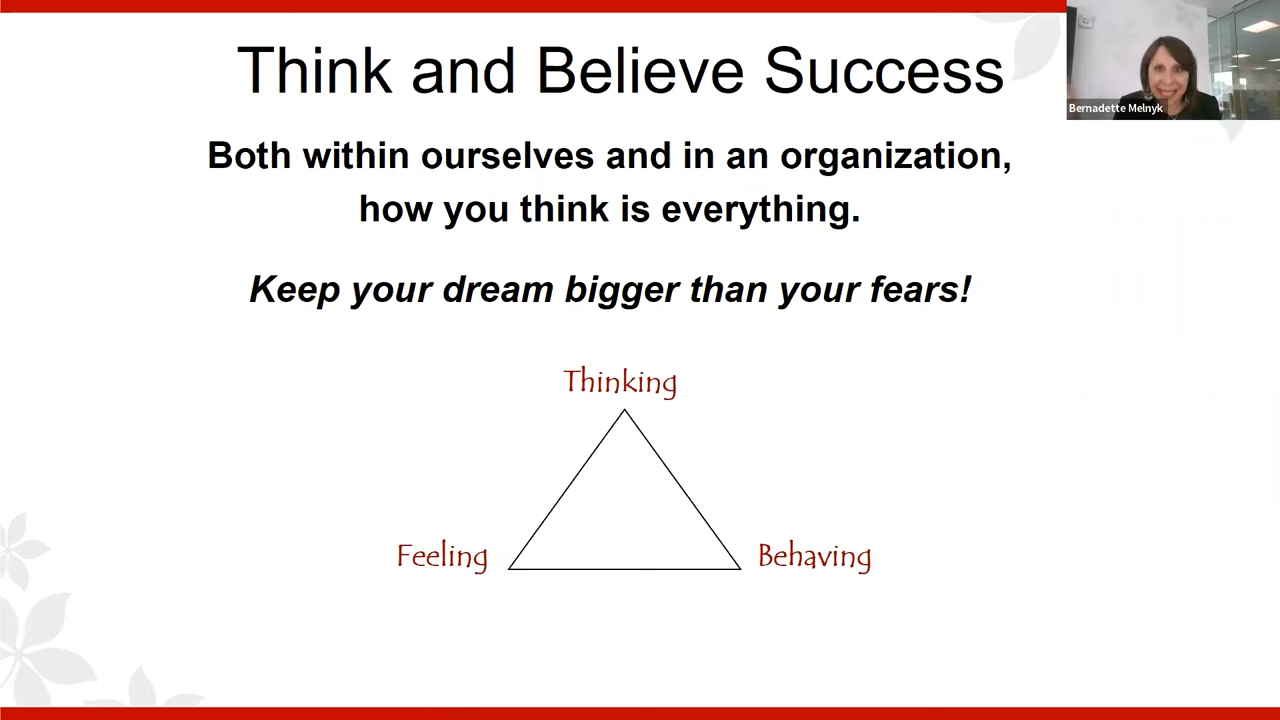 Think and Believe Success
Bernadette Melnyk
Both within ourselves and in an organization,
how you think is everything.
Keep your dream bigger than your fears!
Thinking
Feeling
Behaving